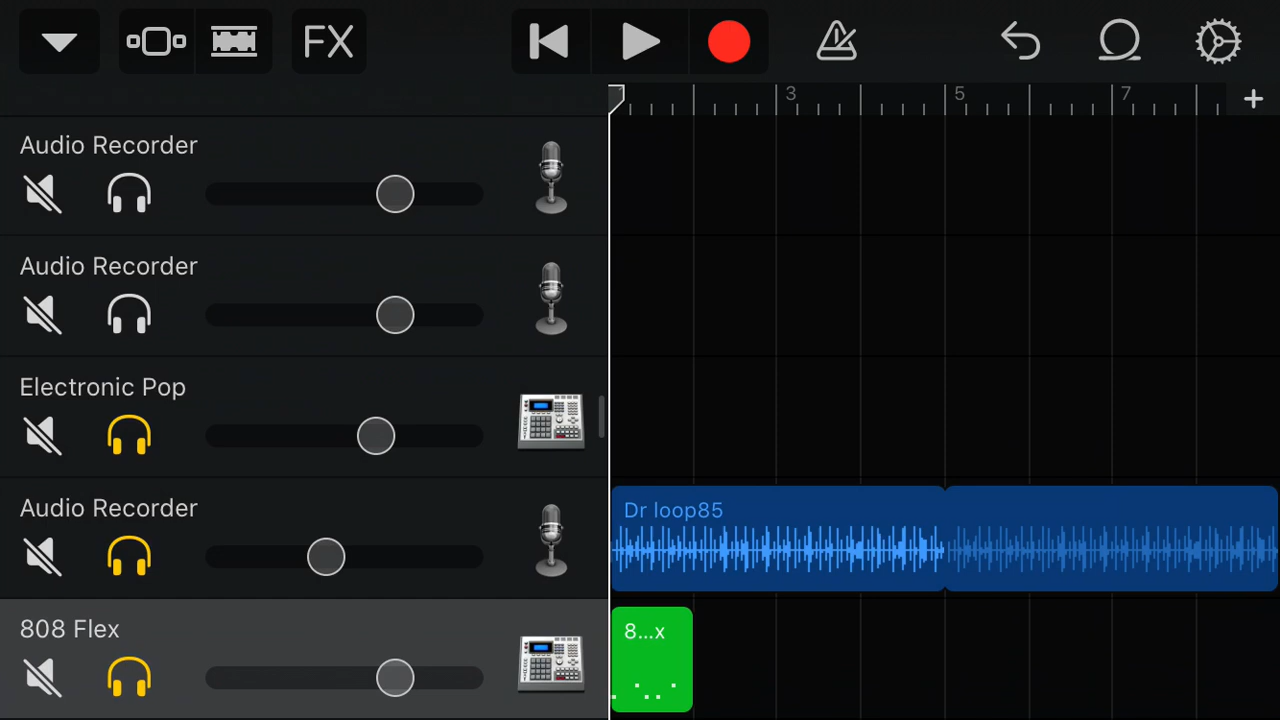 FX
3
5
7
Audio Recorder
Audio Recorder
Electronic Pop
Audio Recorder
Dr loop85
808 Flex
8...x